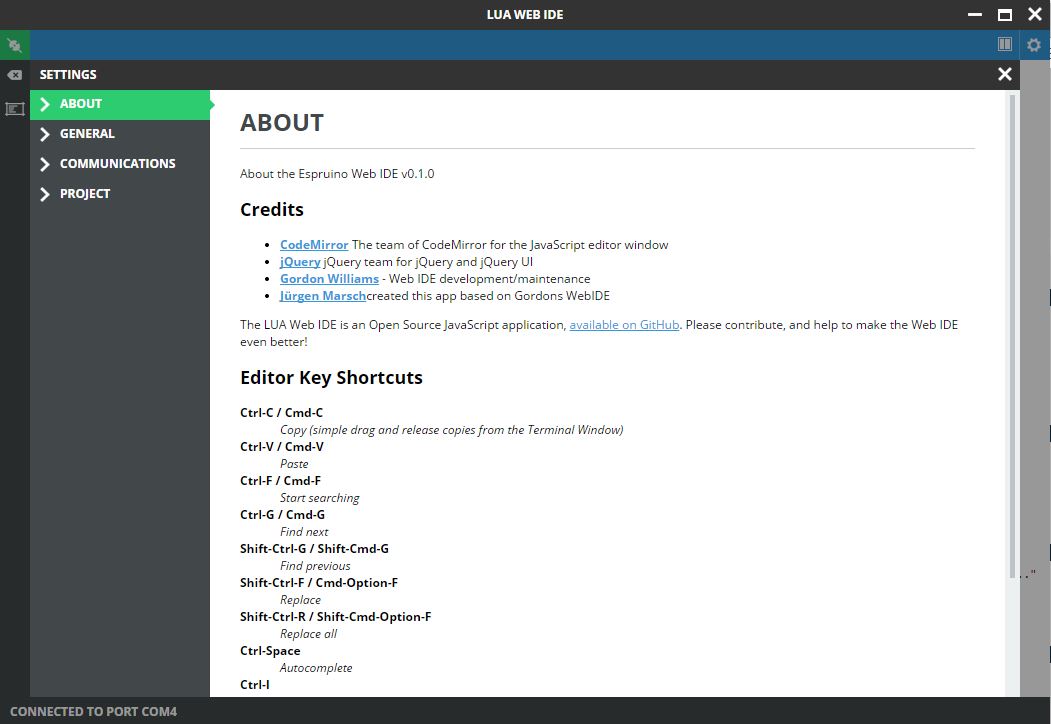 LUA WEB IDE
SETTINGS
ABOUT
GENERAL
COMMUNICATIONS
PROJECT
ABOUT
About the Espruino Web IDE v0.1.0
Credits
CodeMirror The team of CodeMirror for the JavaScript editor window
jQuery jQuery team for jQuery and jQuery UI
Gordon Williams - Web IDE development/maintenance
Jürgen Marschcreated this app based on Gordons WebIDE
The LUA Web IDE is an Open Source JavaScript application, available on GitHub. Please contribute, and help to make the Web IDE
even better!
Editor Key Shortcuts
Ctrl-C / Cmd-C
Copy (simple drag and release copies from the Terminal Window)
Ctrl-V / Cmd-V
Paste
Ctrl-F / Cmd-F
Start searching
Ctrl-G / Cmd-G
Find next
Shift-Ctrl-G / Shift-Cmd-G
Find previous
Shift-Ctrl-F / Cmd-Option-F
Replace
Shift-Ctrl-R / Shift-Cmd-Option-F
Replace all
Ctrl-Space
Autocomplete
Ctrl-I
.."
CONNECTED TO PORT COM4